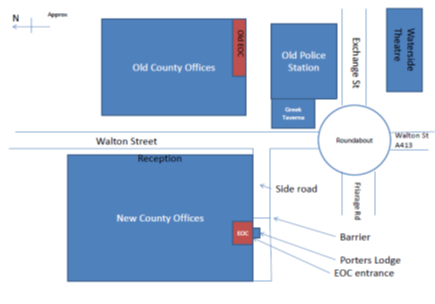 N
Approx
Old County Offices
Old EOC
Old Police
Station
Greek
Taverna
Exchange St
Waterside
Theatre
Walton Street
Roundabout
Walton St
A413
Reception
Side road
Friarage Rd
New County Offices
EOC
Barrier
Porters Lodge
EOC entrance